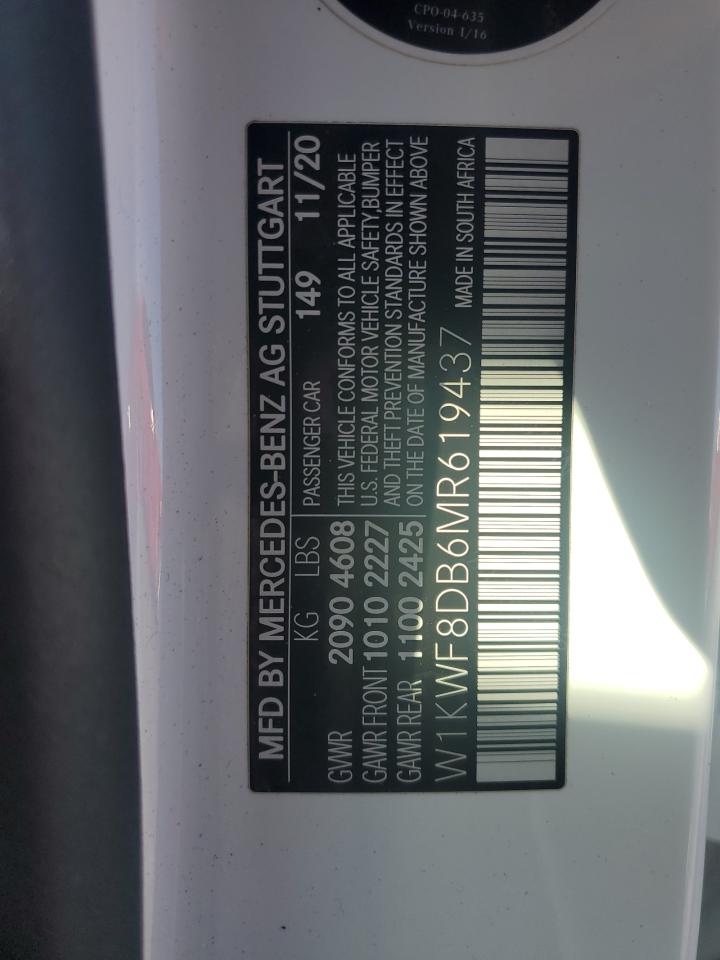 CPO-04-635
Version 1/16
MFD BY MERCEDES-BENZ AG STUTTGART
KG LBS PASSENGER CAR 149 11/20
GVWR 2090 4608
GAWR FRONT 1010 2227
GAWR REAR 1100 2425
THIS VEHICLE CONFORMS TO ALL APPLICABLE
U.S. FEDERAL MOTOR VEHICLE SAFETY,BUMPER
AND THEFT PREVENTION STANDARDS IN EFFECT
ON THE DATE OF MANUFACTURE SHOWN ABOVE
W1KWF8DB6MR619437 MADE IN SOUTH AFRICA